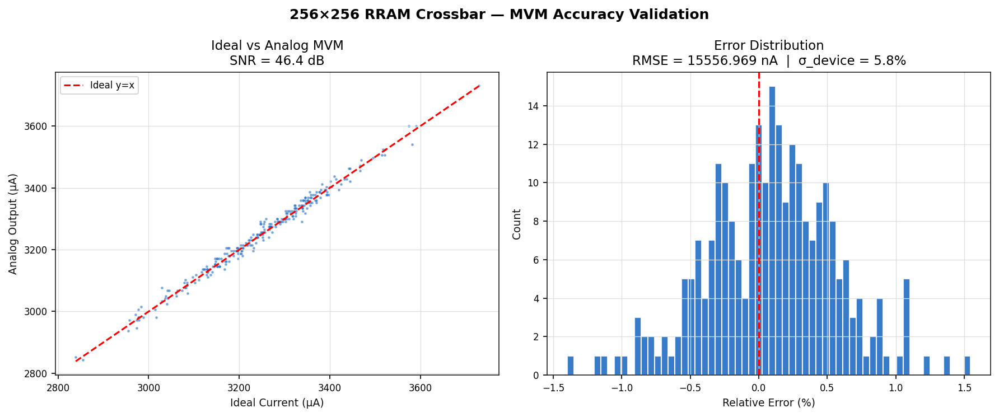 256×256 RRAM Crossbar — MVM Accuracy Validation
Ideal vs Analog MVM
SNR = 46.4 dB
Ideal y=x
Analog Output (μA)
3600
3400
3200
3000
2800
2800 3000 3200 3400 3600
Ideal Current (μA)
Error Distribution
RMSE = 15556.969 nA | σ_device = 5.8%
Count
14
12
10
8
6
4
2
0
−1.5 −1.0 −0.5 0.0 0.5 1.0 1.5
Relative Error (%)